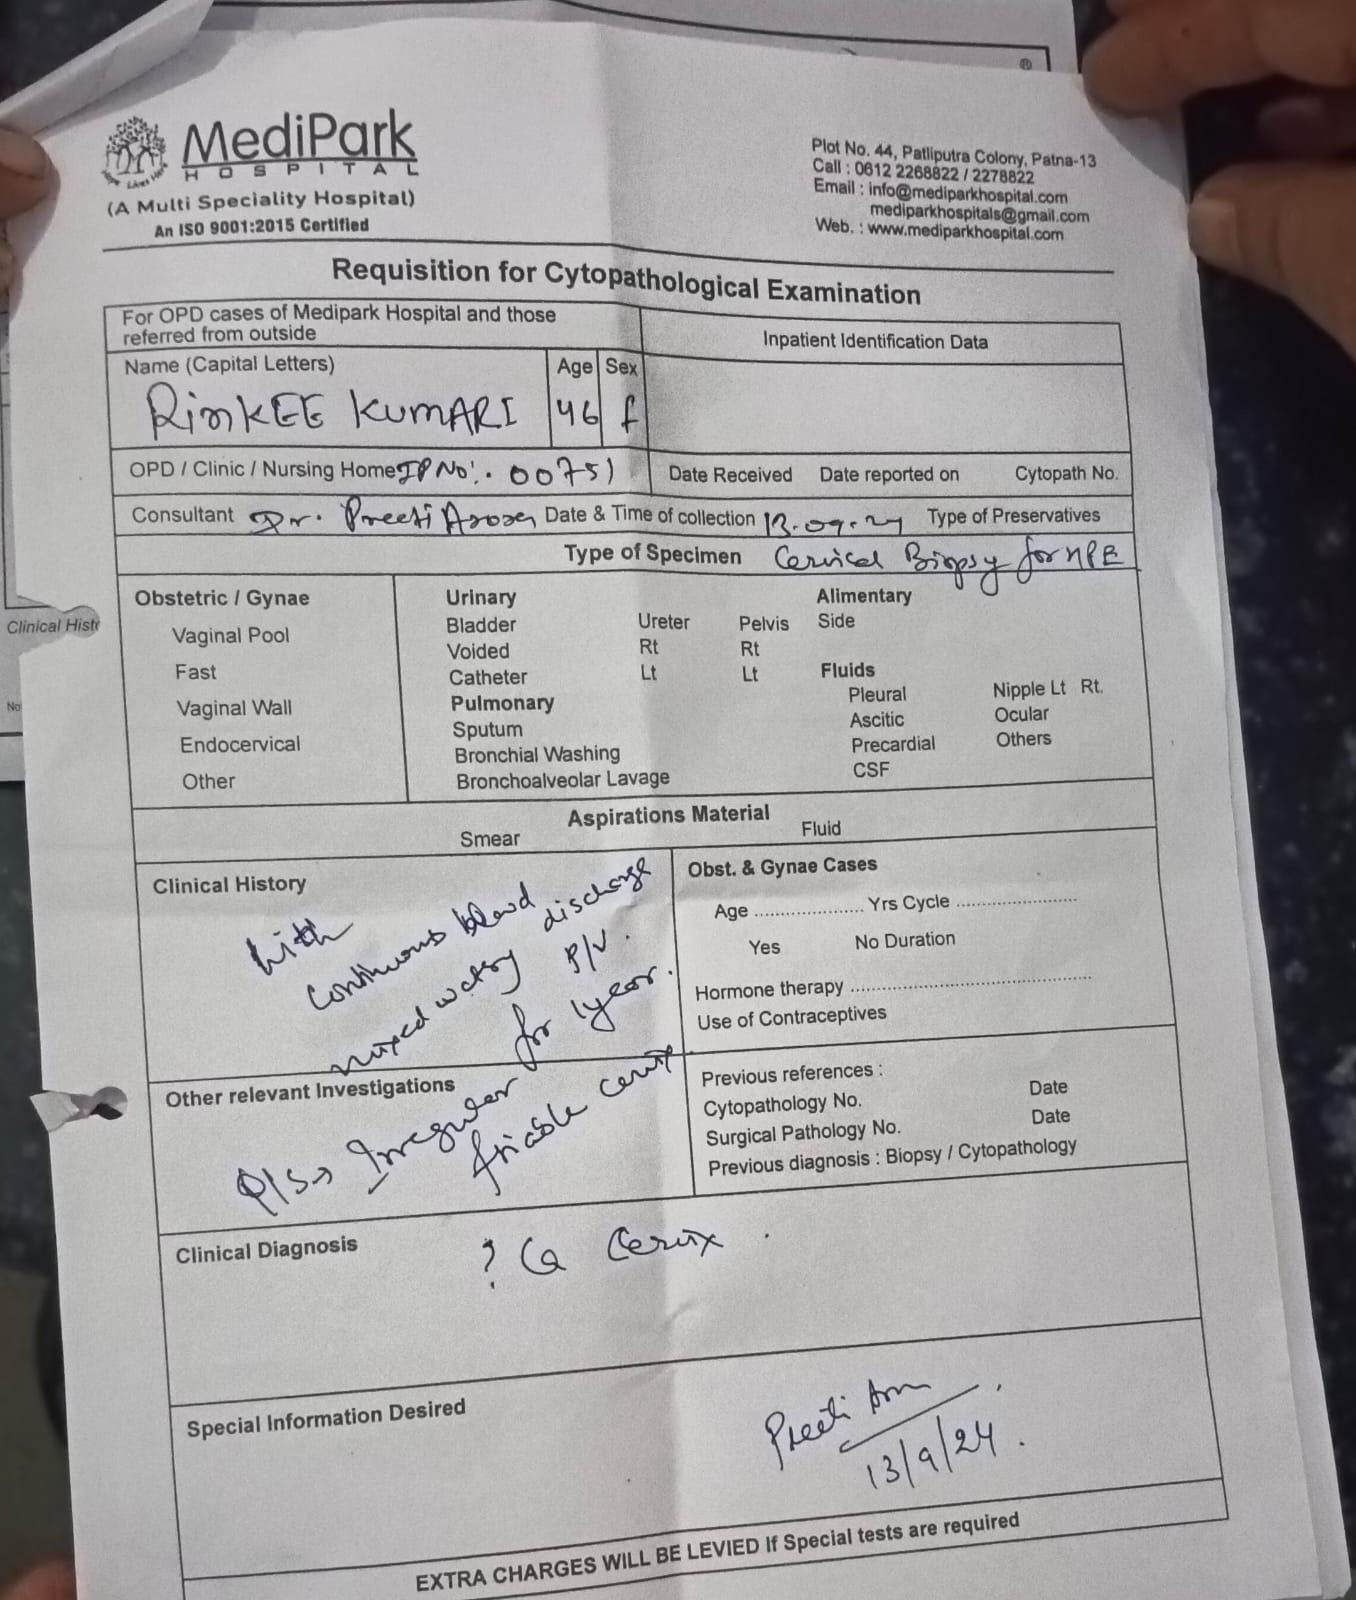 ®
MediPark
HOSPITAL
(A Multi Speciality Hospital)
An ISO 9001:2015 Certified
Plot No. 44, Patliputra Colony, Patna-13
Call : 0612 2268822 / 2278822
Email : info@mediparkhospital.com
mediparkhospitals@gmail.com
Web. : www.mediparkhospital.com
Requisition for Cytopathological Examination
For OPD cases of Medipark Hospital and those
referred from outside
Inpatient Identification Data
Name (Capital Letters) Age Sex
RimKEE KUMARI 46 f
OPD / Clinic / Nursing Home IP No:. 00751
Date Received Date reported on Cytopath No.
Consultant Dr. Preeti Arora Date & Time of collection 13.09.24 Type of Preservatives
Type of Specimen Cervical Biopsy for HPE
Obstetric / Gynae
Vaginal Pool
Fast
Vaginal Wall
Endocervical
Other
Urinary
Bladder Ureter Pelvis
Voided Rt Rt
Catheter Lt Lt
Pulmonary
Sputum
Bronchial Washing
Bronchoalveolar Lavage
Alimentary
Side
Fluids
Pleural Nipple Lt Rt.
Ascitic Ocular
Precardial Others
CSF
Aspirations Material
Smear Fluid
Clinical History
with
continuous blood
mixed watery discharge
P/V.
for 1year.
Obst. & Gynae Cases
Age ..................... Yrs Cycle .......................
Yes No Duration
Hormone therapy ..............................................
Use of Contraceptives
Other relevant Investigations
P/S→ Irregular
friable cervix
Previous references :
Cytopathology No. Date
Surgical Pathology No. Date
Previous diagnosis : Biopsy / Cytopathology
Clinical Diagnosis
? Ca Cervix .
Special Information Desired
Preeti
13/9/24 .
EXTRA CHARGES WILL BE LEVIED If Special tests are required
Clinical Hist
No